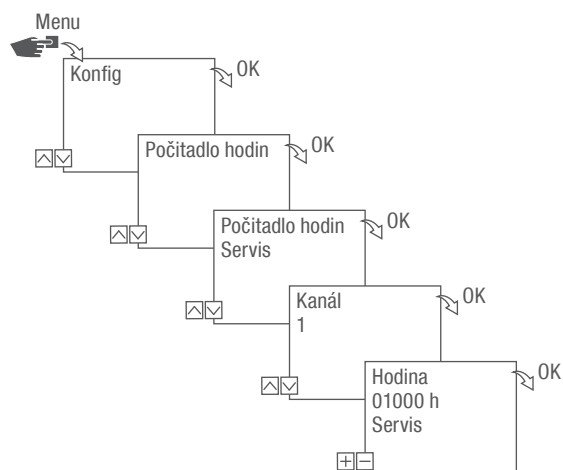 Menu
Konfig
OK
Počitadlo hodin
OK
Počitadlo hodin
Servis
OK
Kanál
1
OK
Hodina
01000 h
Servis
OK